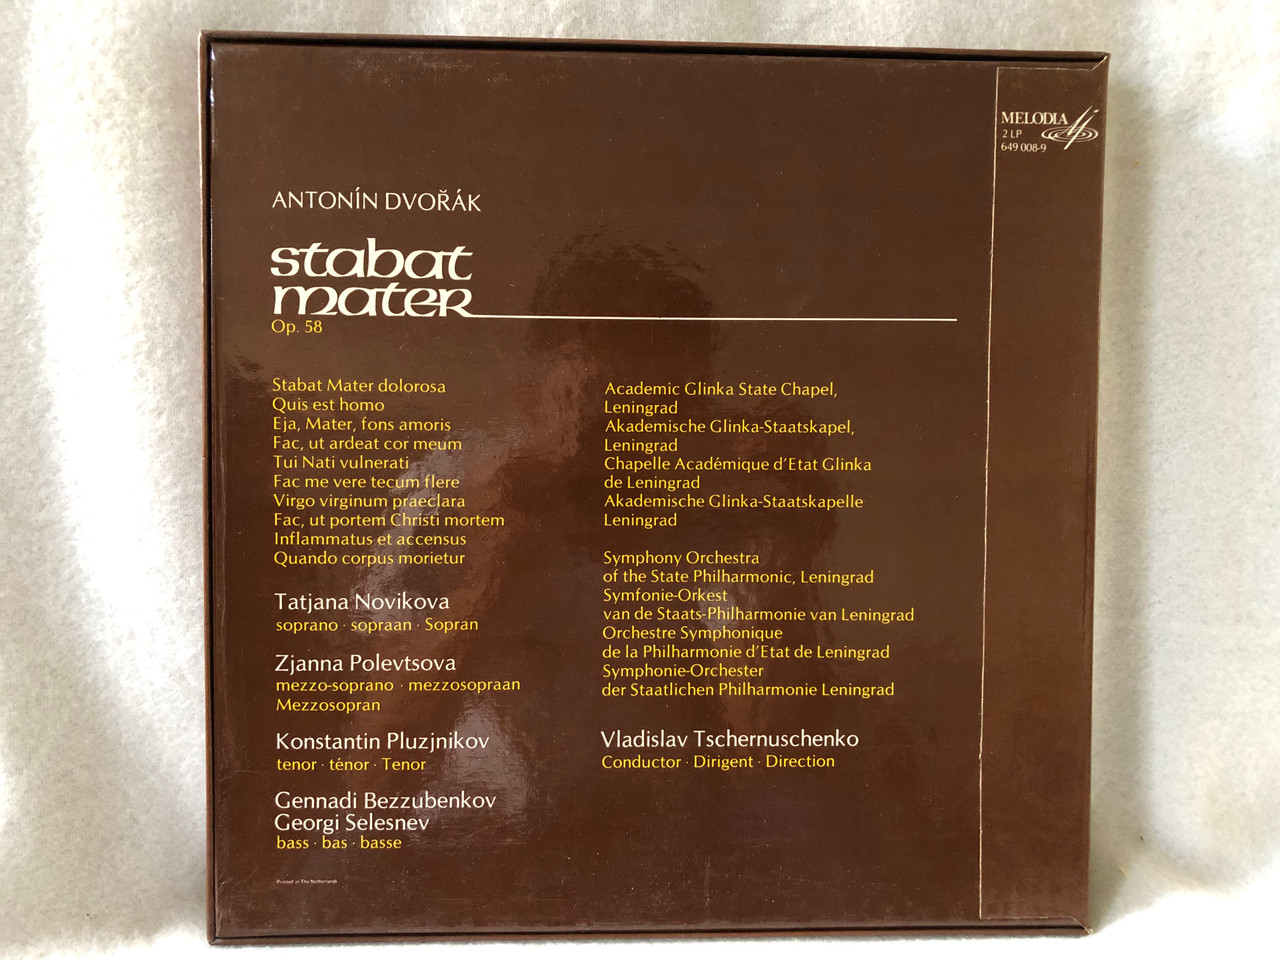 MELODIA
2 LP
649 008-9
ANTONÍN DVOŘÁK
stabat
mater
Op. 58
Stabat Mater dolorosa
Quis est homo
Eja, Mater, fons amoris
Fac, ut ardeat cor meum
Tui Nati vulnerati
Fac me vere tecum flere
Virgo virginum praeclara
Fac, ut portem Christi mortem
Inflammatus et accensus
Quando corpus morietur
Tatjana Novikova
soprano · sopraan · Sopran
Zjanna Polevtsova
mezzo-soprano · mezzosopraan
Mezzosopran
Konstantin Pluzjnikov
tenor · ténor · Tenor
Gennadi Bezzubenkov
Georgi Selesnev
bass · bas · basse
Printed in The Netherlands
Academic Glinka State Chapel,
Leningrad
Akademische Glinka-Staatskapel,
Leningrad
Chapelle Académique d'Etat Glinka
de Leningrad
Akademische Glinka-Staatskapelle
Leningrad
Symphony Orchestra
of the State Philharmonic, Leningrad
Symfonie-Orkest
van de Staats-Philharmonie van Leningrad
Orchestre Symphonique
de la Philharmonie d'Etat de Leningrad
Symphonie-Orchester
der Staatlichen Philharmonie Leningrad
Vladislav Tschernuschenko
Conductor · Dirigent · Direction